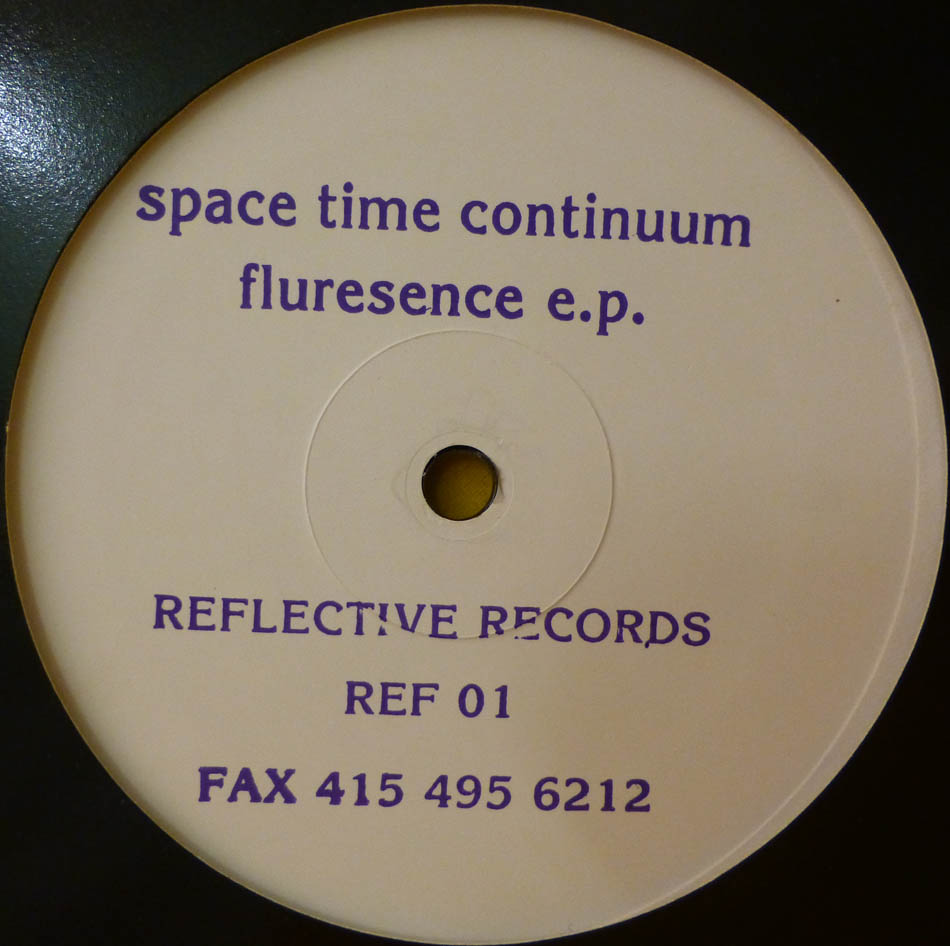 space time continuum
fluresence e.p.
REFLECTIVE RECORDS
REF 01
FAX 415 495 6212